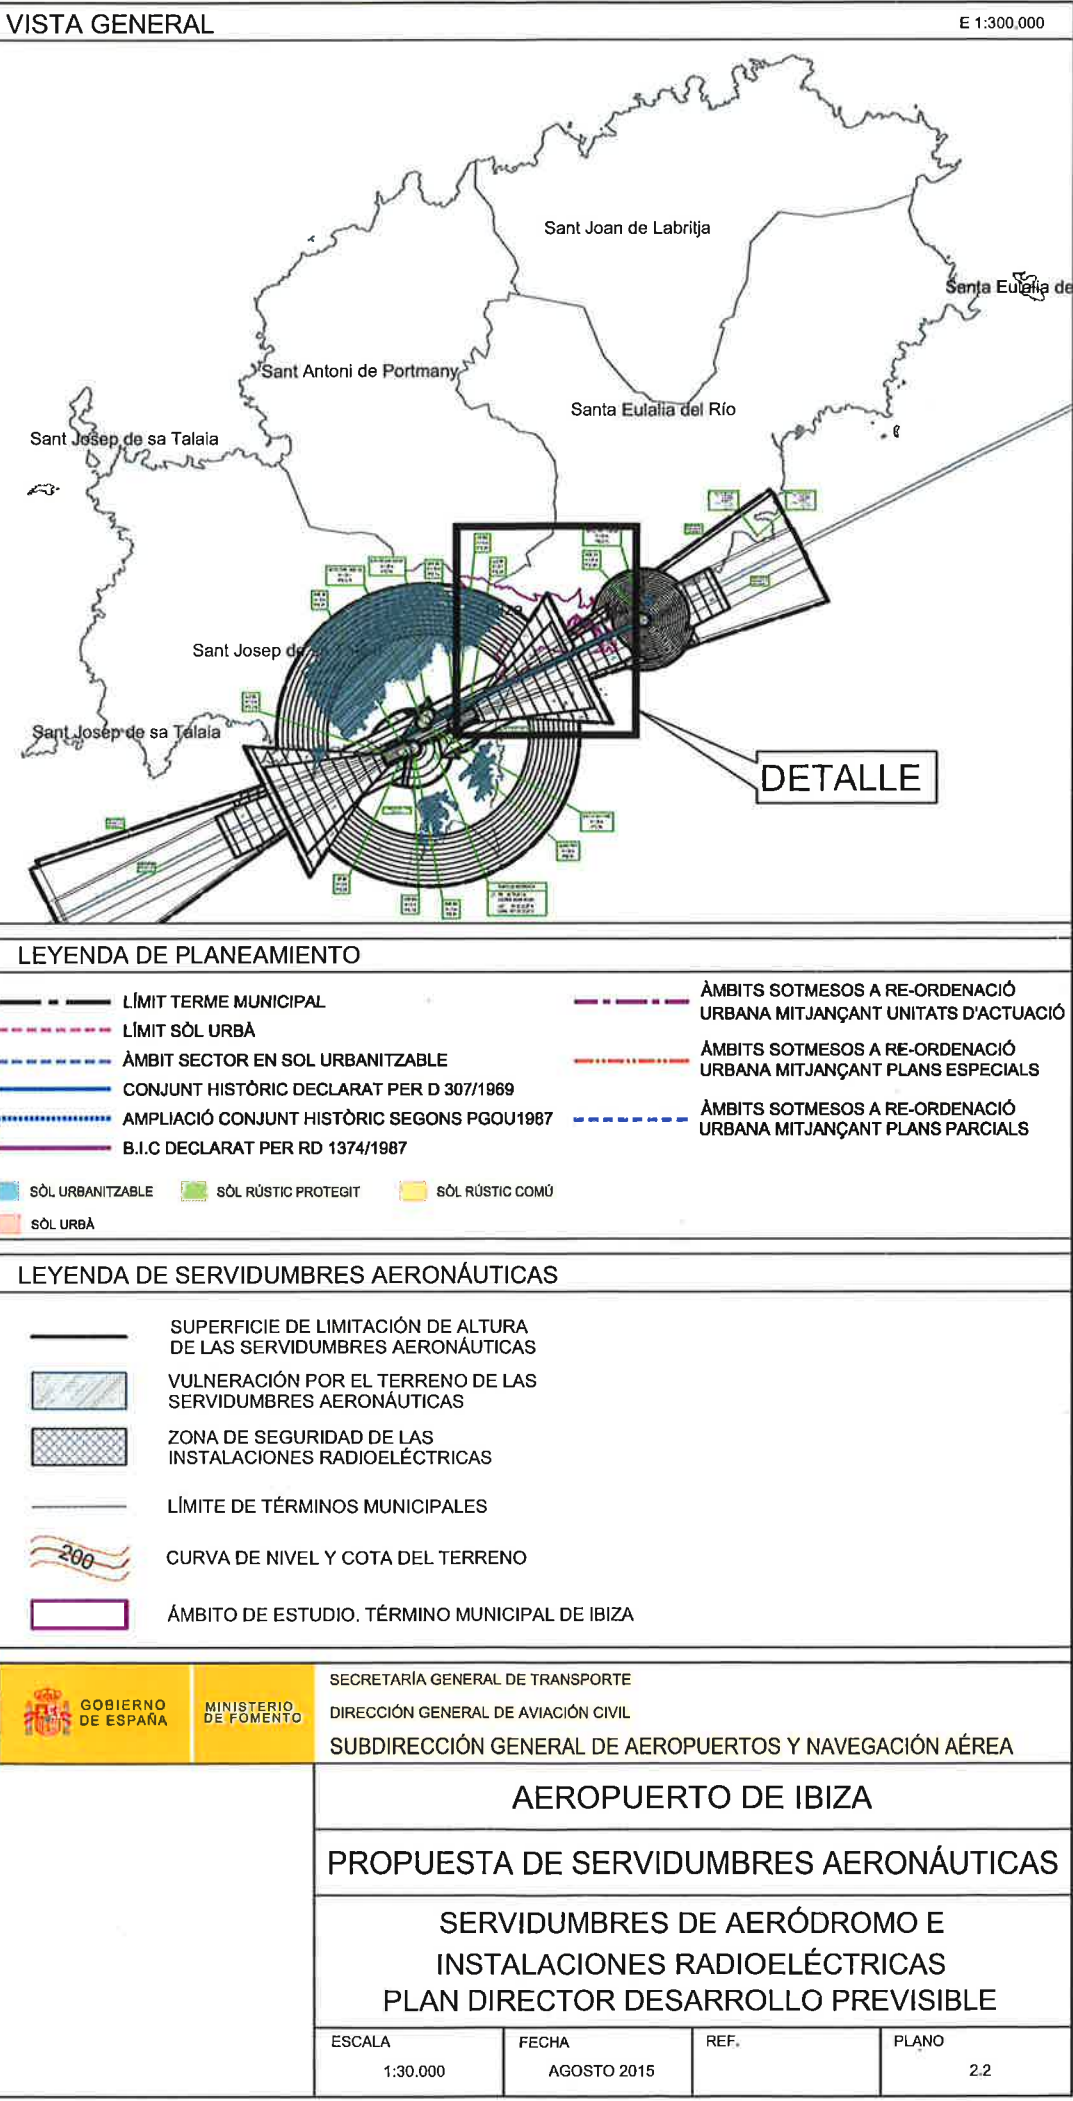 VISTA GENERAL
E 1:300,000
Sant Joan de Labritja
Santa Eulalia de
Sant Antoni de Portmany
Santa Eulalia del Río
Sant Josep de sa Talaia
Sant Josep de
Sant Josep de sa Talaia
DETALLE
LEYENDA DE PLANEAMIENTO
LÍMIT TERME MUNICIPAL
LÍMIT SÒL URBÀ
ÀMBIT SECTOR EN SOL URBANITZABLE
CONJUNT HISTÒRIC DECLARAT PER D 307/1969
AMPLIACIÓ CONJUNT HISTÒRIC SEGONS PGOU1987
B.I.C DECLARAT PER RD 1374/1987
ÀMBITS SOTMESOS A RE-ORDENACIÓ
URBANA MITJANÇANT UNITATS D'ACTUACIÓ
ÀMBITS SOTMESOS A RE-ORDENACIÓ
URBANA MITJANÇANT PLANS ESPECIALS
ÀMBITS SOTMESOS A RE-ORDENACIÓ
URBANA MITJANÇANT PLANS PARCIALS
SÒL URBANITZABLE
SÒL RÚSTIC PROTEGIT
SÒL RÚSTIC COMÚ
SÒL URBÀ
LEYENDA DE SERVIDUMBRES AERONÁUTICAS
SUPERFICIE DE LIMITACIÓN DE ALTURA
DE LAS SERVIDUMBRES AERONÁUTICAS
VULNERACIÓN POR EL TERRENO DE LAS
SERVIDUMBRES AERONÁUTICAS
ZONA DE SEGURIDAD DE LAS
INSTALACIONES RADIOELÉCTRICAS
LÍMITE DE TÉRMINOS MUNICIPALES
200
CURVA DE NIVEL Y COTA DEL TERRENO
ÁMBITO DE ESTUDIO. TÉRMINO MUNICIPAL DE IBIZA
GOBIERNO
DE ESPAÑA
MINISTERIO
DE FOMENTO
SECRETARÍA GENERAL DE TRANSPORTE
DIRECCIÓN GENERAL DE AVIACIÓN CIVIL
SUBDIRECCIÓN GENERAL DE AEROPUERTOS Y NAVEGACIÓN AÉREA
AEROPUERTO DE IBIZA
PROPUESTA DE SERVIDUMBRES AERONÁUTICAS
SERVIDUMBRES DE AERÓDROMO E
INSTALACIONES RADIOELÉCTRICAS
PLAN DIRECTOR DESARROLLO PREVISIBLE
ESCALA
1:30.000
FECHA
AGOSTO 2015
REF.
PLANO
2.2